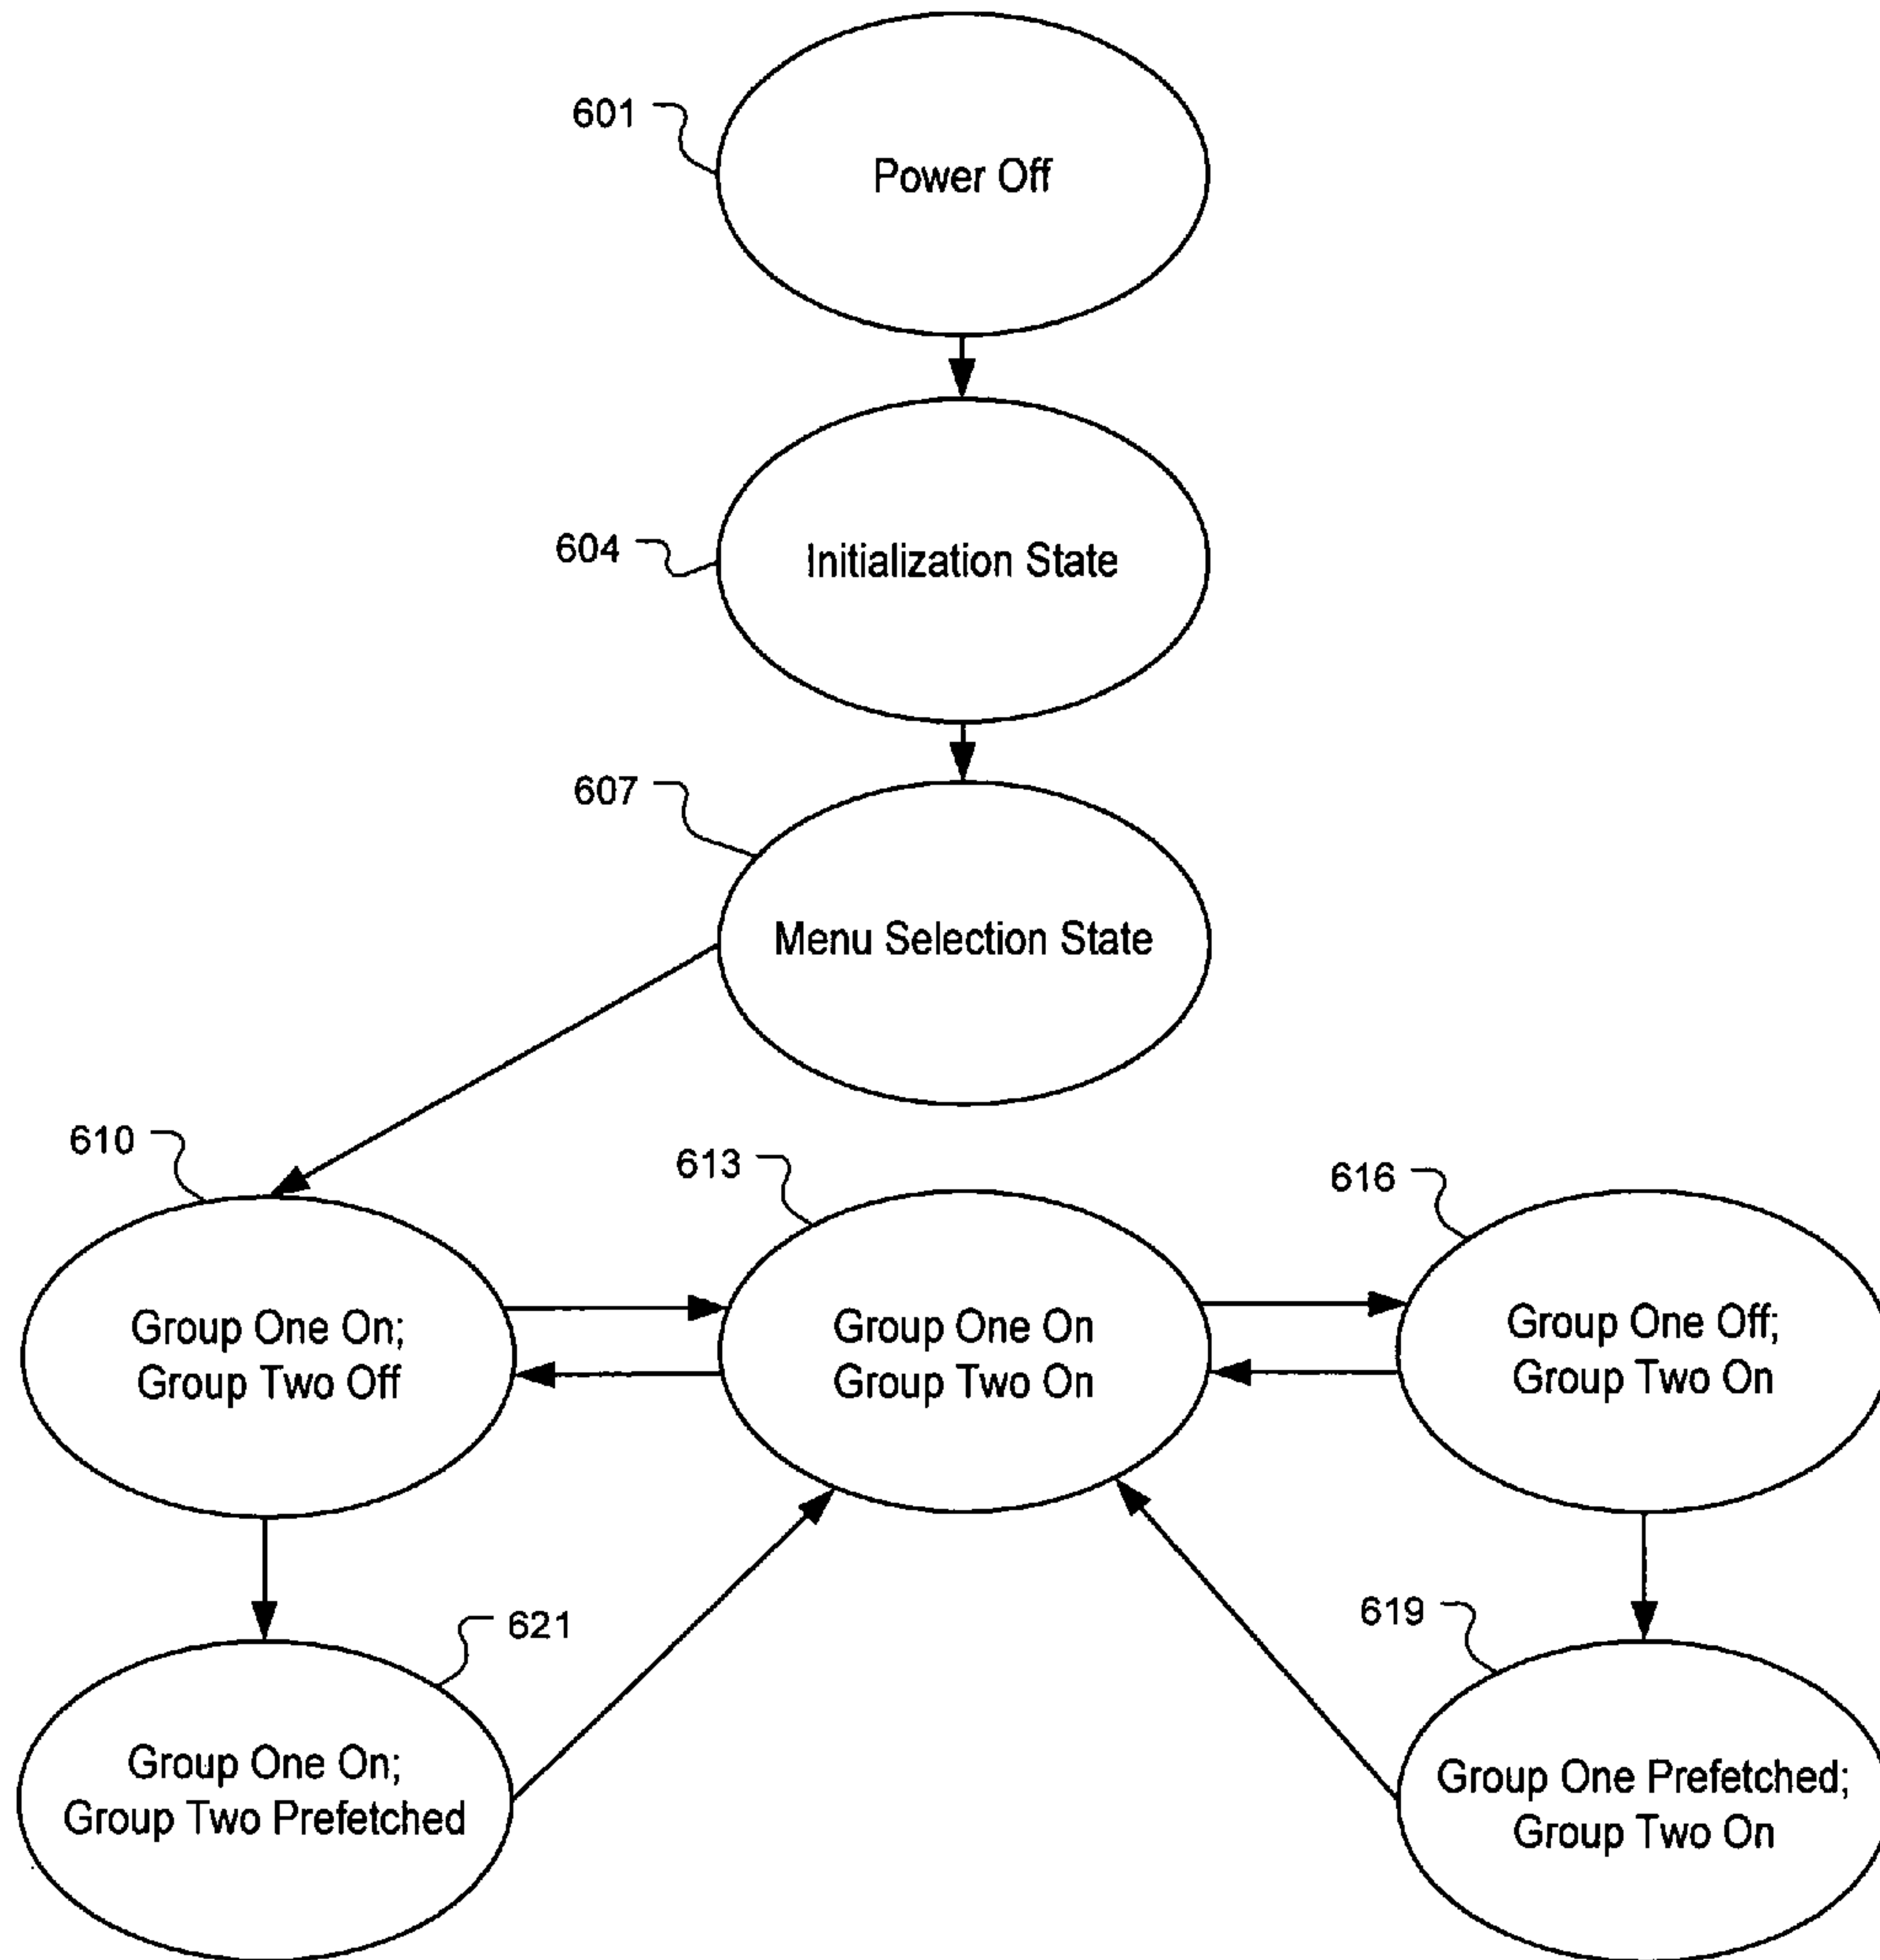 601
Power Off
604
Initialization State
607
Menu Selection State
610
613
616
Group One On;
Group Two Off
Group One On
Group Two On
Group One Off;
Group Two On
621
619
Group One On;
Group Two Prefetched
Group One Prefetched;
Group Two On